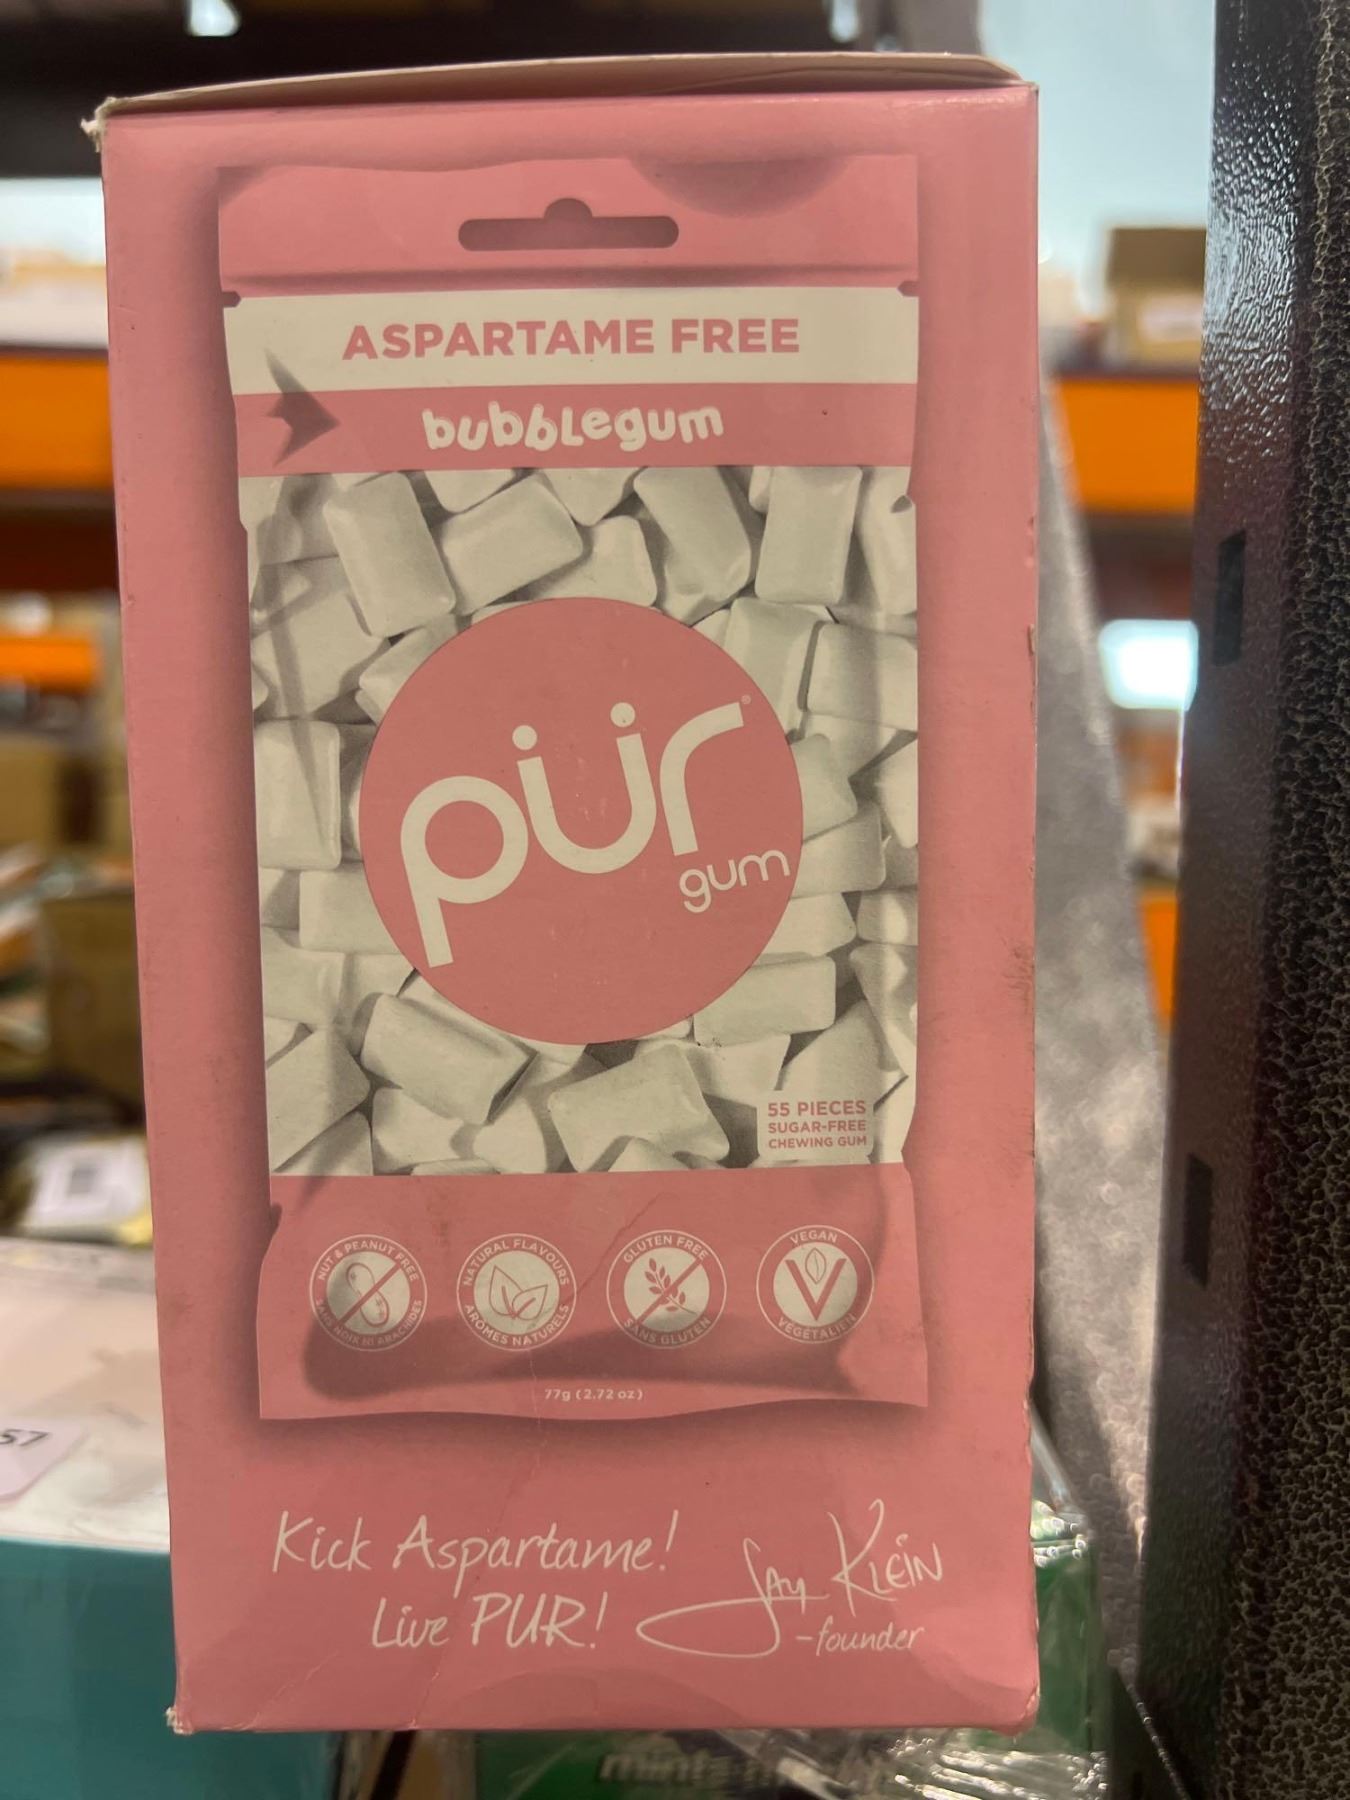 ASPARTAME FREE
bubblegum
pür®
gum
55 PIECES
SUGAR-FREE
CHEWING GUM
NUT & PEANUT FREE
SANS NOIX NI ARACHIDES
NATURAL FLAVOURS
ARÔMES NATURELS
GLUTEN FREE
SANS GLUTEN
VEGAN
VÉGÉTALIEN
77g (2.72 oz)
Kick Aspartame!
Live PUR!
Jay Klein
-founder
57
mints